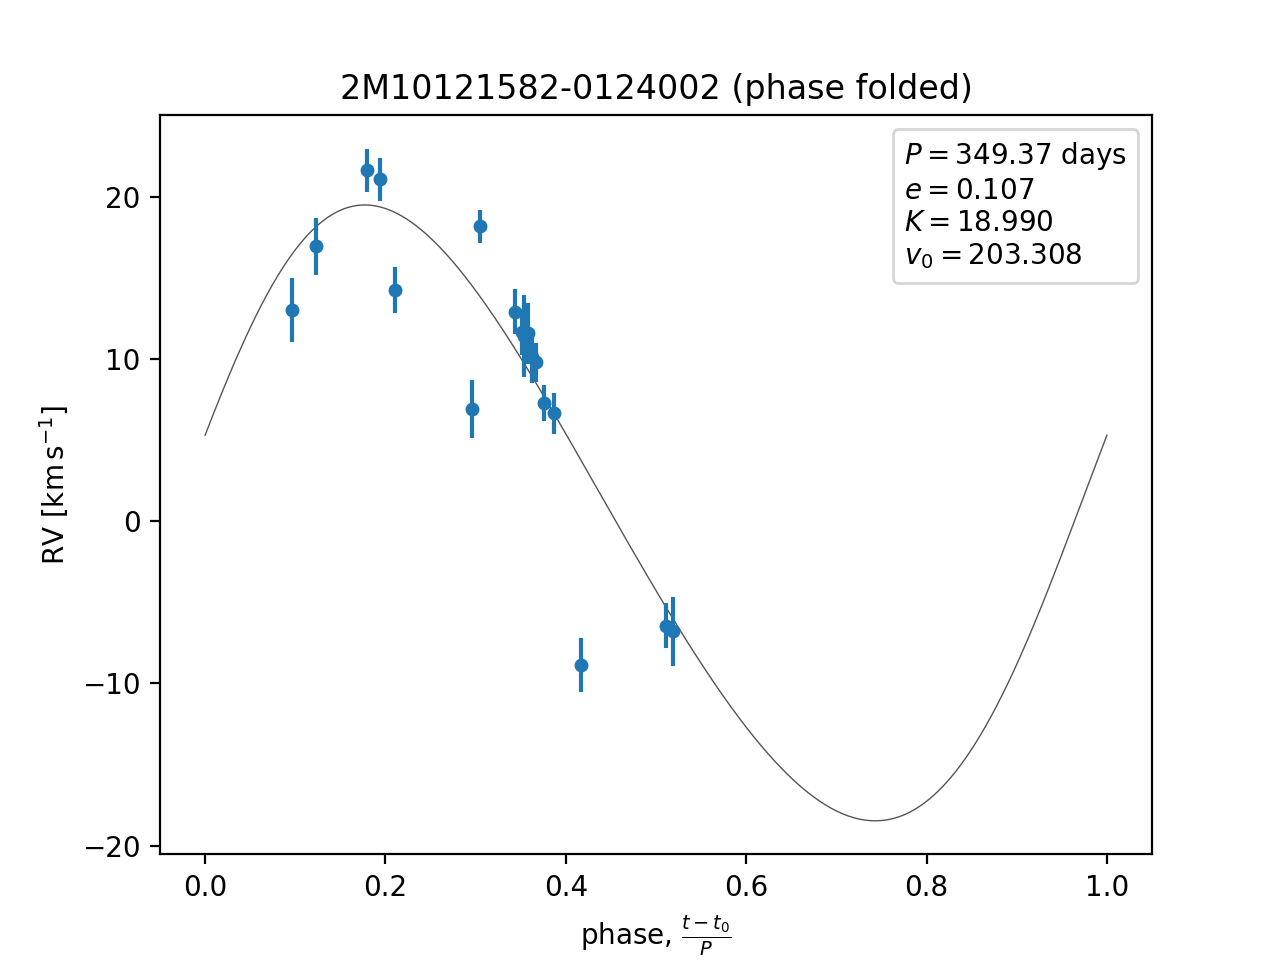 2M10121582-0124002 (phase folded)
P = 349.37 days
e = 0.107
K = 18.990
v₀ = 203.308
20
10
0
−10
−20
RV [km s⁻¹]
0.0 0.2 0.4 0.6 0.8 1.0
phase, (t − t₀)/P